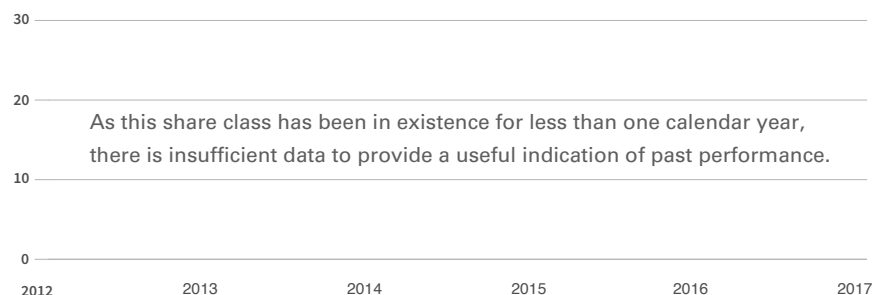 30
20
As this share class has been in existence for less than one calendar year,
there is insufficient data to provide a useful indication of past performance.
10
0
2012 2013 2014 2015 2016 2017